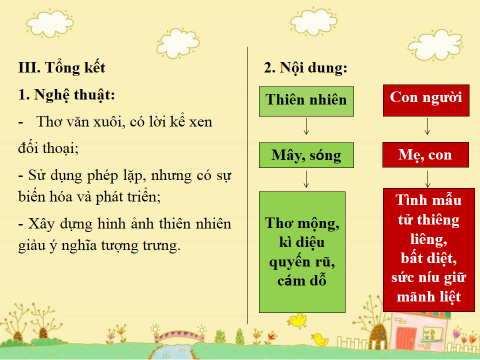 III. Tổng kết
1. Nghệ thuật:
- Thơ văn xuôi, có lời kể xen
đối thoại;
- Sử dụng phép lặp, nhưng có sự
biến hóa và phát triển;
- Xây dựng hình ảnh thiên nhiên
giàu ý nghĩa tượng trưng.
2. Nội dung:
Thiên nhiên
Mây, sóng
Thơ mộng,
kì diệu
quyến rũ,
cám dỗ
Con người
Mẹ, con
Tình mẫu
tử thiêng
liêng,
bất diệt,
sức níu giữ
mãnh liệt